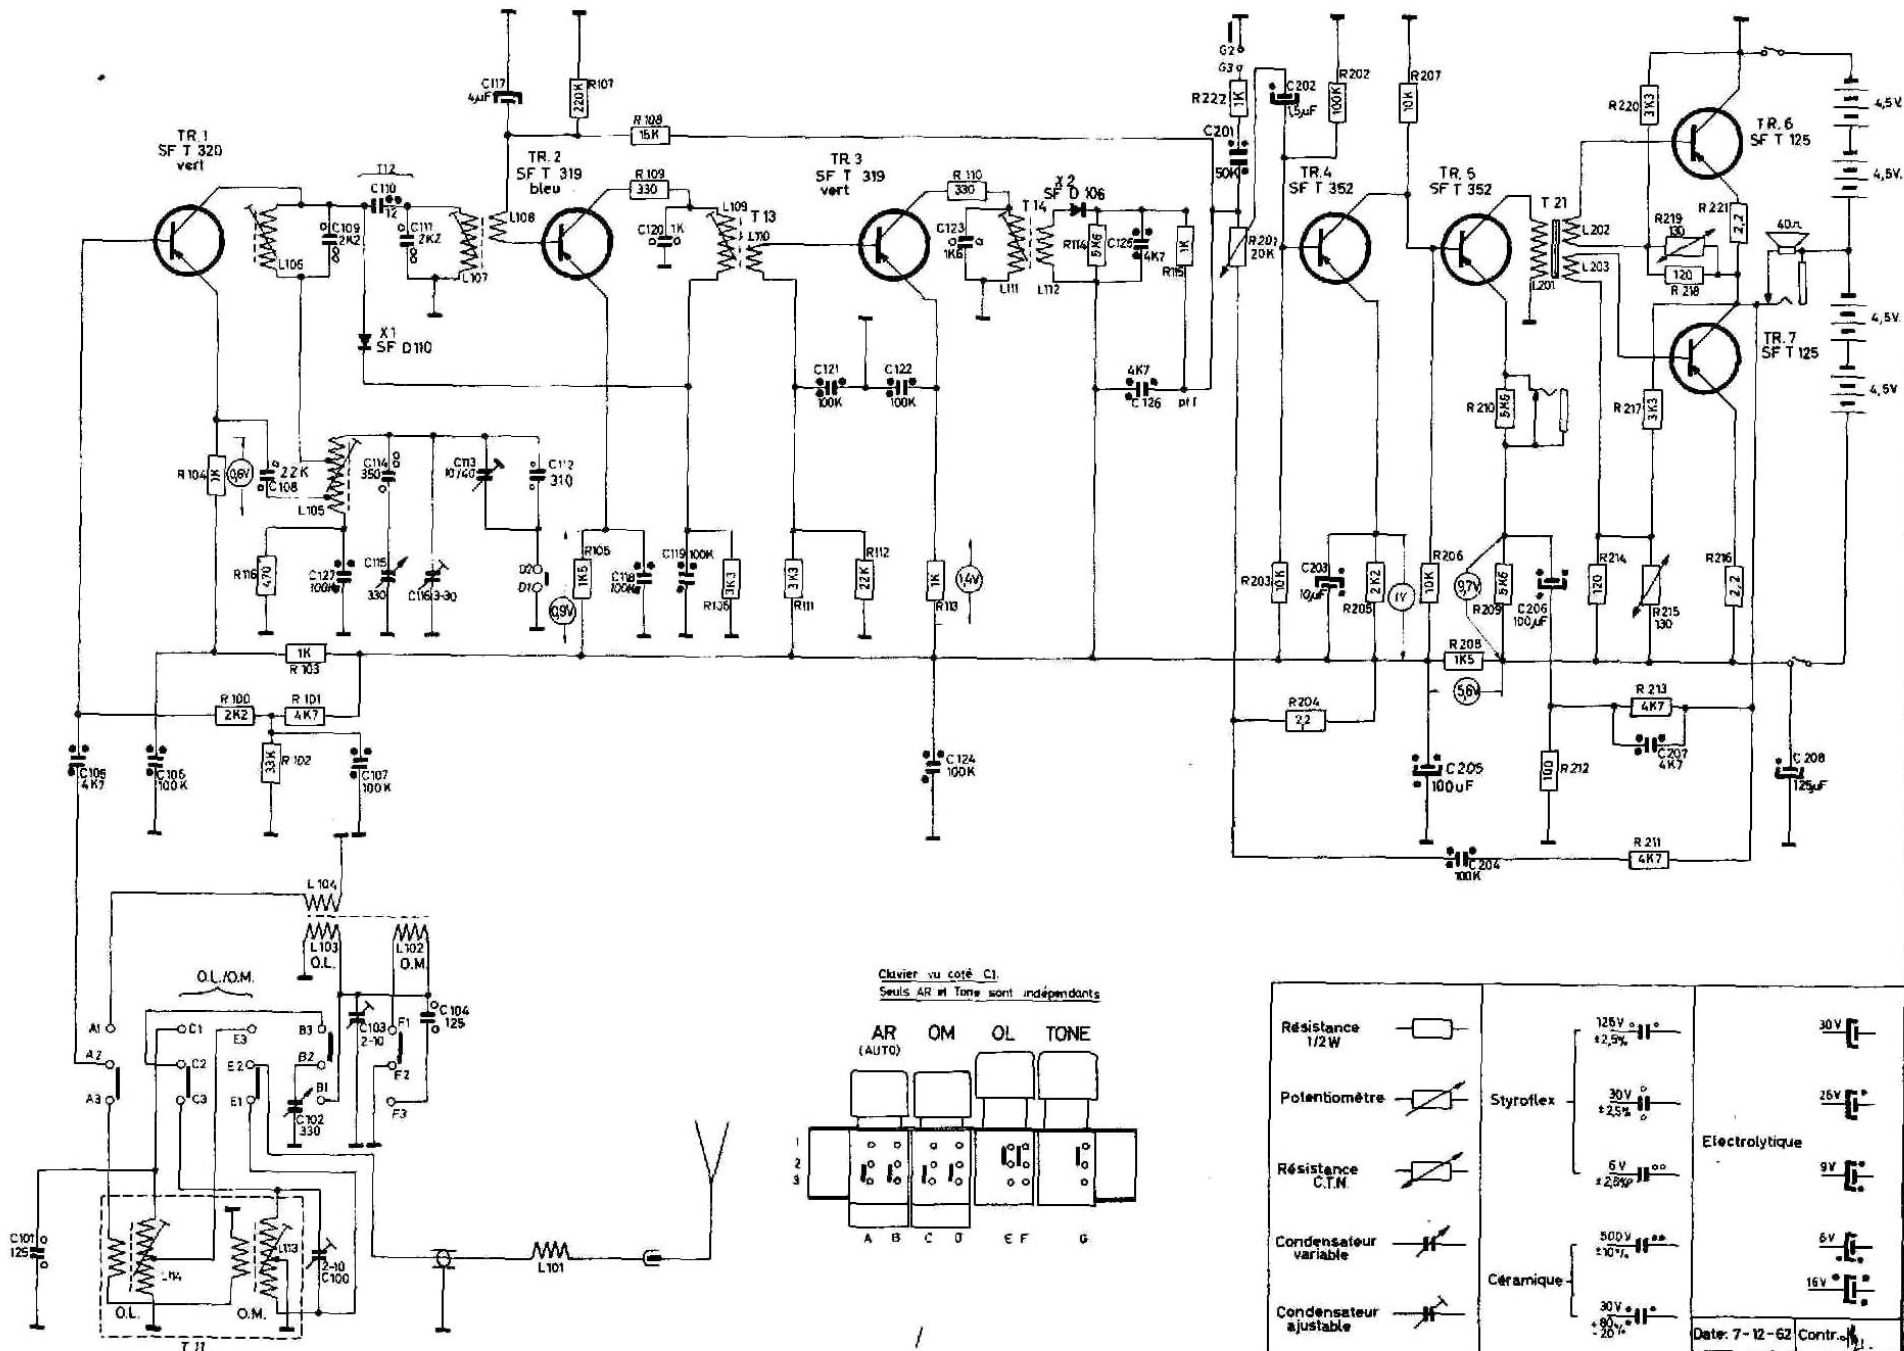 TR.1
SF T 320
vert
C117
4µF
220K
R107
R 108
15K
T12
C110
12
C109
2K2
C111
2K2
L106
L107
L108
TR.2
SF T 319
bleu
R109
330
C120
1K
L109
T 13
L110
TR.3
SF T 319
vert
R.110
330
C123
1K6
T 14
L111
L112
X2
SF D 106
R114
5K6
C125
4K7
1K
R115
G2
G3
R222
1K
C201
50K
R201
20K
C202
1,5µF
R202
100K
R207
10K
TR.4
SF T 352
TR.5
SF T 352
T 21
L201
L202
L203
R220
3K3
TR.6
SF T 125
R219
130
R221
2,2
120
R 218
40Ω
4,5V.
4,5V.
4,5V.
4,5V
TR.7
SF T 125
R217
3K3
R 210
5K6
X1
SF D110
C121
100K
C122
100K
4K7
C126
R104
1K
0,6V
22K
C108
L105
C114
350
C113
10/40
C112
310
R116
470
C127
100K
C115
330
C116 3-30
D2
D1
R105
1K5
0,9V
C118
100K
C119 100K
3K3
3K3
R111
R112
22K
1K
R113
1,4V
R203
10K
C203
10µF
2K2
R205
1V
R206
10K
9,7V
5K6
R209
C206
100µF
R214
120
R215
130
R216
2,2
1K
R 103
R 208
1K5
5,6V
R 100
2K2
R 101
4K7
33K
R 102
C105
4K7
C106
100K
C107
100K
C124
100K
R204
2,2
C 205
100uF
100
R212
R.213
4K7
C207
4K7
C 208
125µF
C204
100K
R 211
4K7
L 104
L103
O.L.
L102
O.M.
O.L./O.M.
A1
A2
A3
C1
C2
C3
E3
E2
E1
B3
B2
B1
C102
330
C103
2-10
F1
F2
F3
C104
125
C101
125
L114
O.L.
L113
O.M.
2-10
C100
T 11
L101
Clavier vu coté C1.
Seuls AR et Tone sont indépendants
AR
(AUTO)
OM
OL
TONE
1
2
3
A B C D E F G
Résistance
1/2W
Potentiomètre
Résistance
C.T.N.
Condensateur
variable
Condensateur
ajustable
Styroflex
125V
±2,5%
30V
±2,5%
6V
Céramique
500V
±10%
30V
+80%
-20%
Electrolytique
30V
25V
9V
6V
16V
Date: 7-12-62
Contr.